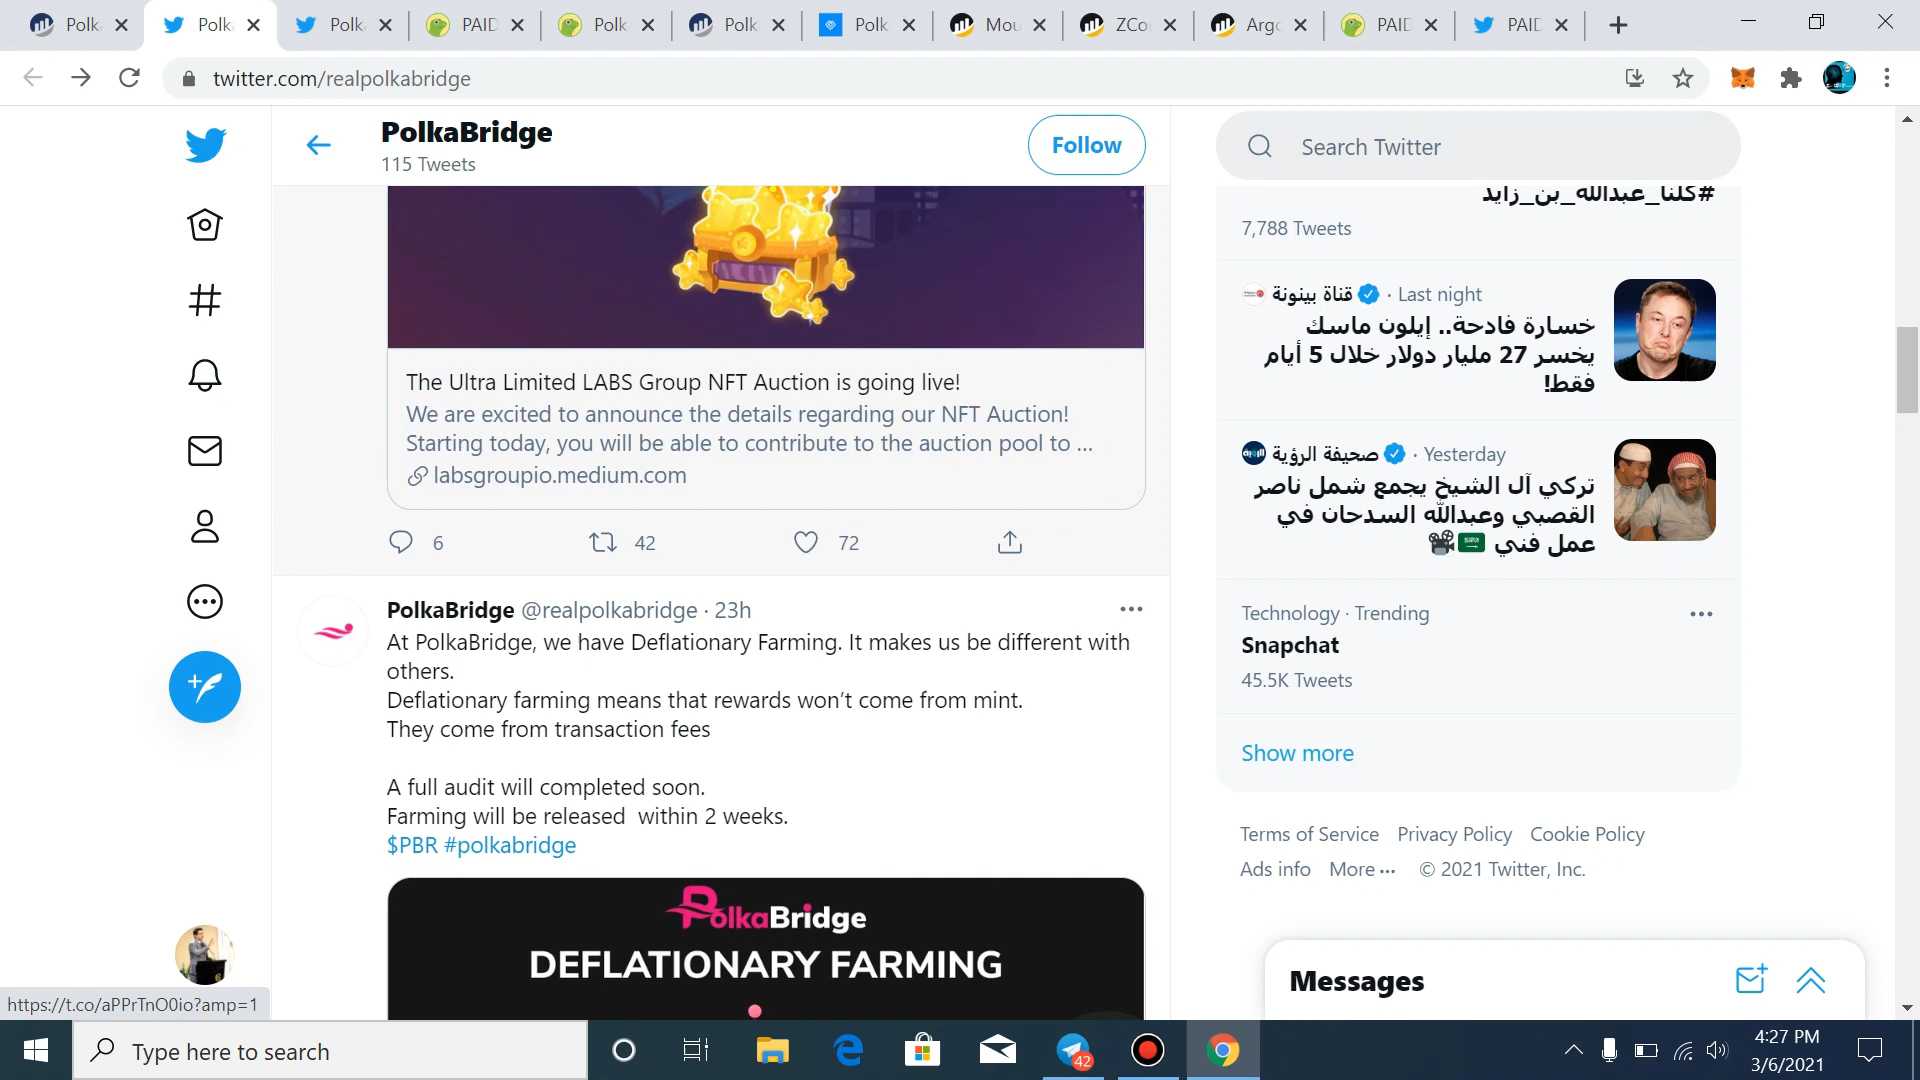 Polk
Polk
Polk
PAID
Polk
Polk
Polk
Mou
ZCo
Argo
PAID
PAID
twitter.com/realpolkabridge
PolkaBridge
115 Tweets
Follow
The Ultra Limited LABS Group NFT Auction is going live!
We are excited to announce the details regarding our NFT Auction!
Starting today, you will be able to contribute to the auction pool to ...
labsgroupio.medium.com
6
42
72
PolkaBridge @realpolkabridge · 23h
At PolkaBridge, we have Deflationary Farming. It makes us be different with
others.
Deflationary farming means that rewards won’t come from mint.
They come from transaction fees
A full audit will completed soon.
Farming will be released within 2 weeks.
$PBR #polkabridge
PolkaBridge
DEFLATIONARY FARMING
Search Twitter
#كلنا_عبدالله_بن_زايد
7,788 Tweets
قناة بينونة · Last night
خسارة فادحة.. إيلون ماسك
يخسر 27 مليار دولار خلال 5 أيام
فقط!
صحيفة الرؤية · Yesterday
تركي آل الشيخ يجمع شمل ناصر
القصبي وعبدالله السدحان في
عمل فني
Technology · Trending
Snapchat
45.5K Tweets
Show more
Terms of Service Privacy Policy Cookie Policy
Ads info More ··· © 2021 Twitter, Inc.
Messages
https://t.co/aPPrTnO0io?amp=1
Type here to search
42
4:27 PM
3/6/2021